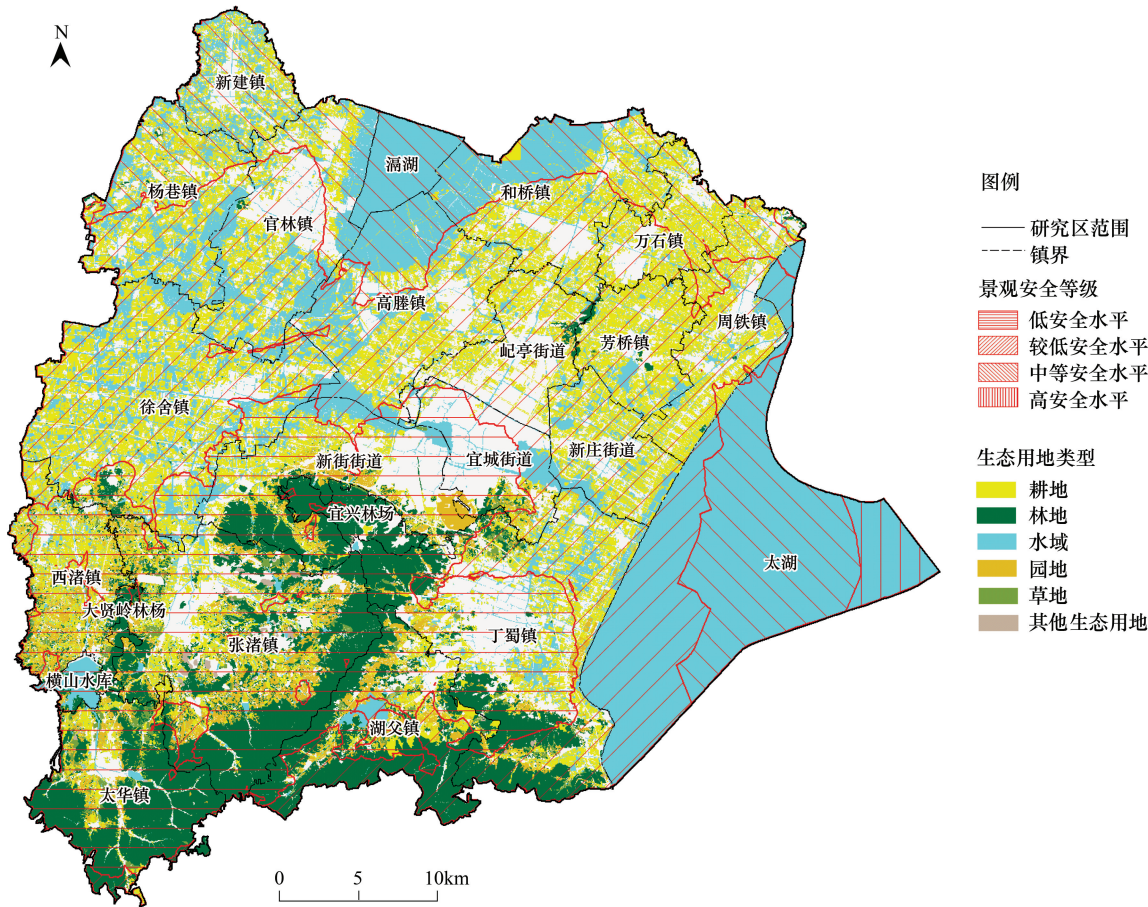 N
新建镇
滆湖
杨巷镇
和桥镇
官林镇
万石镇
高塍镇
周铁镇
屺亭街道
芳桥镇
徐舍镇
新街街道
宜城街道
新庄街道
宜兴林场
太湖
西渚镇
大贤岭林杨
丁蜀镇
张渚镇
横山水库
湖父镇
太华镇
0 5 10km
图例
研究区范围
镇界
景观安全等级
低安全水平
较低安全水平
中等安全水平
高安全水平
生态用地类型
耕地
林地
水域
园地
草地
其他生态用地